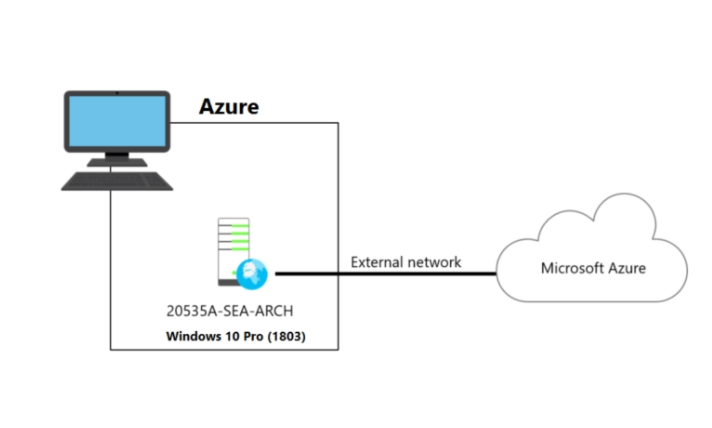 Azure
External network
Microsoft Azure
20535A-SEA-ARCH
Windows 10 Pro (1803)